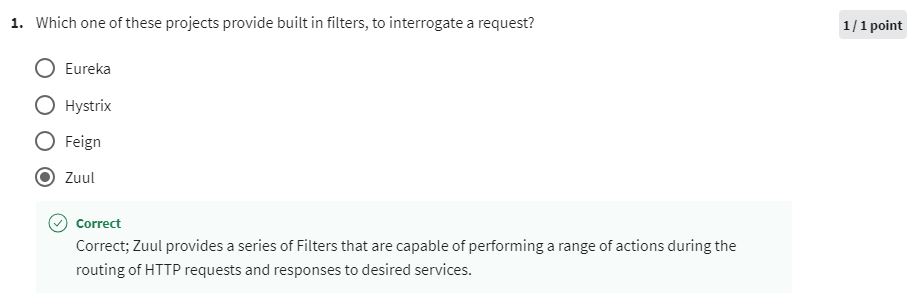 1. Which one of these projects provide built in filters, to interrogate a request?
1 / 1 point
Eureka
Hystrix
Feign
Zuul
Correct
Correct; Zuul provides a series of Filters that are capable of performing a range of actions during the
routing of HTTP requests and responses to desired services.